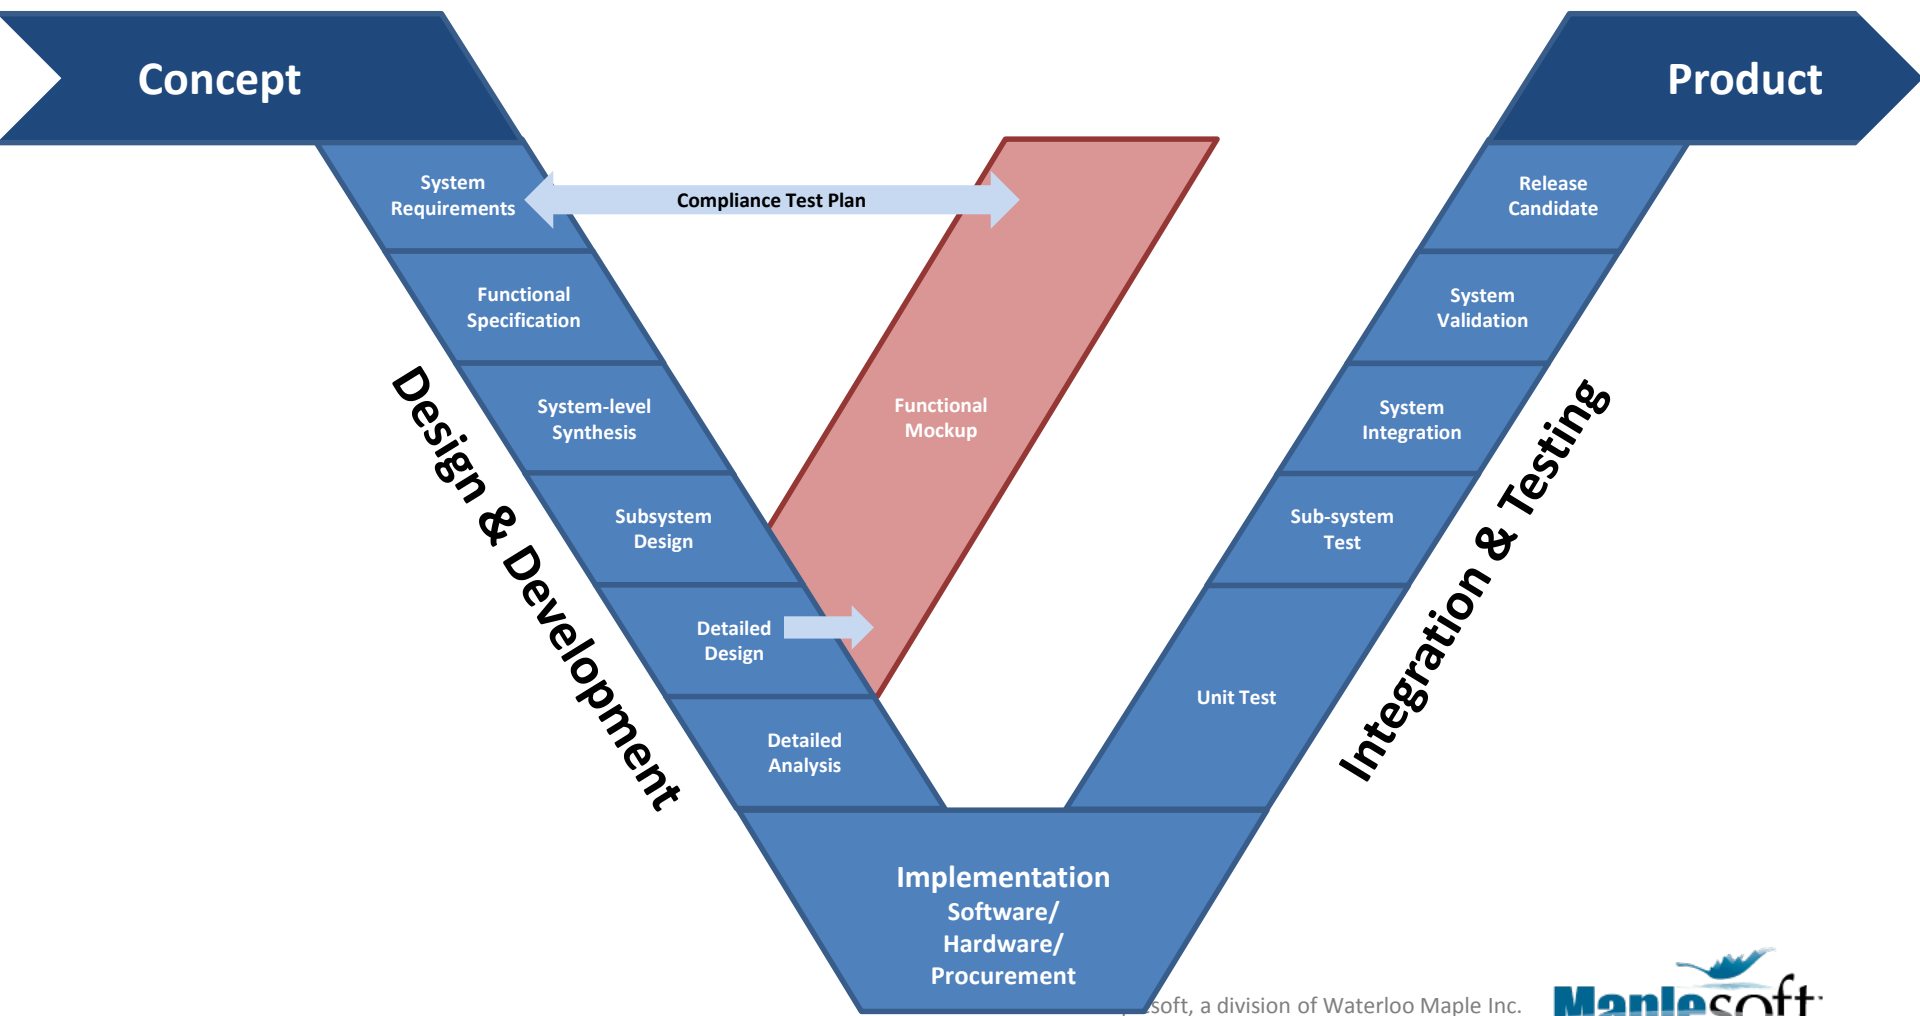 Concept
Product
System
Requirements
Compliance Test Plan
Release
Candidate
Functional
Specification
System
Validation
System-level
Synthesis
Functional
Mockup
System
Integration
Design & Development
Integration & Testing
Subsystem
Design
Sub-system
Test
Detailed
Design
Unit Test
Detailed
Analysis
Implementation
Software/
Hardware/
Procurement
soft, a division of Waterloo Maple Inc.
Maplesoft